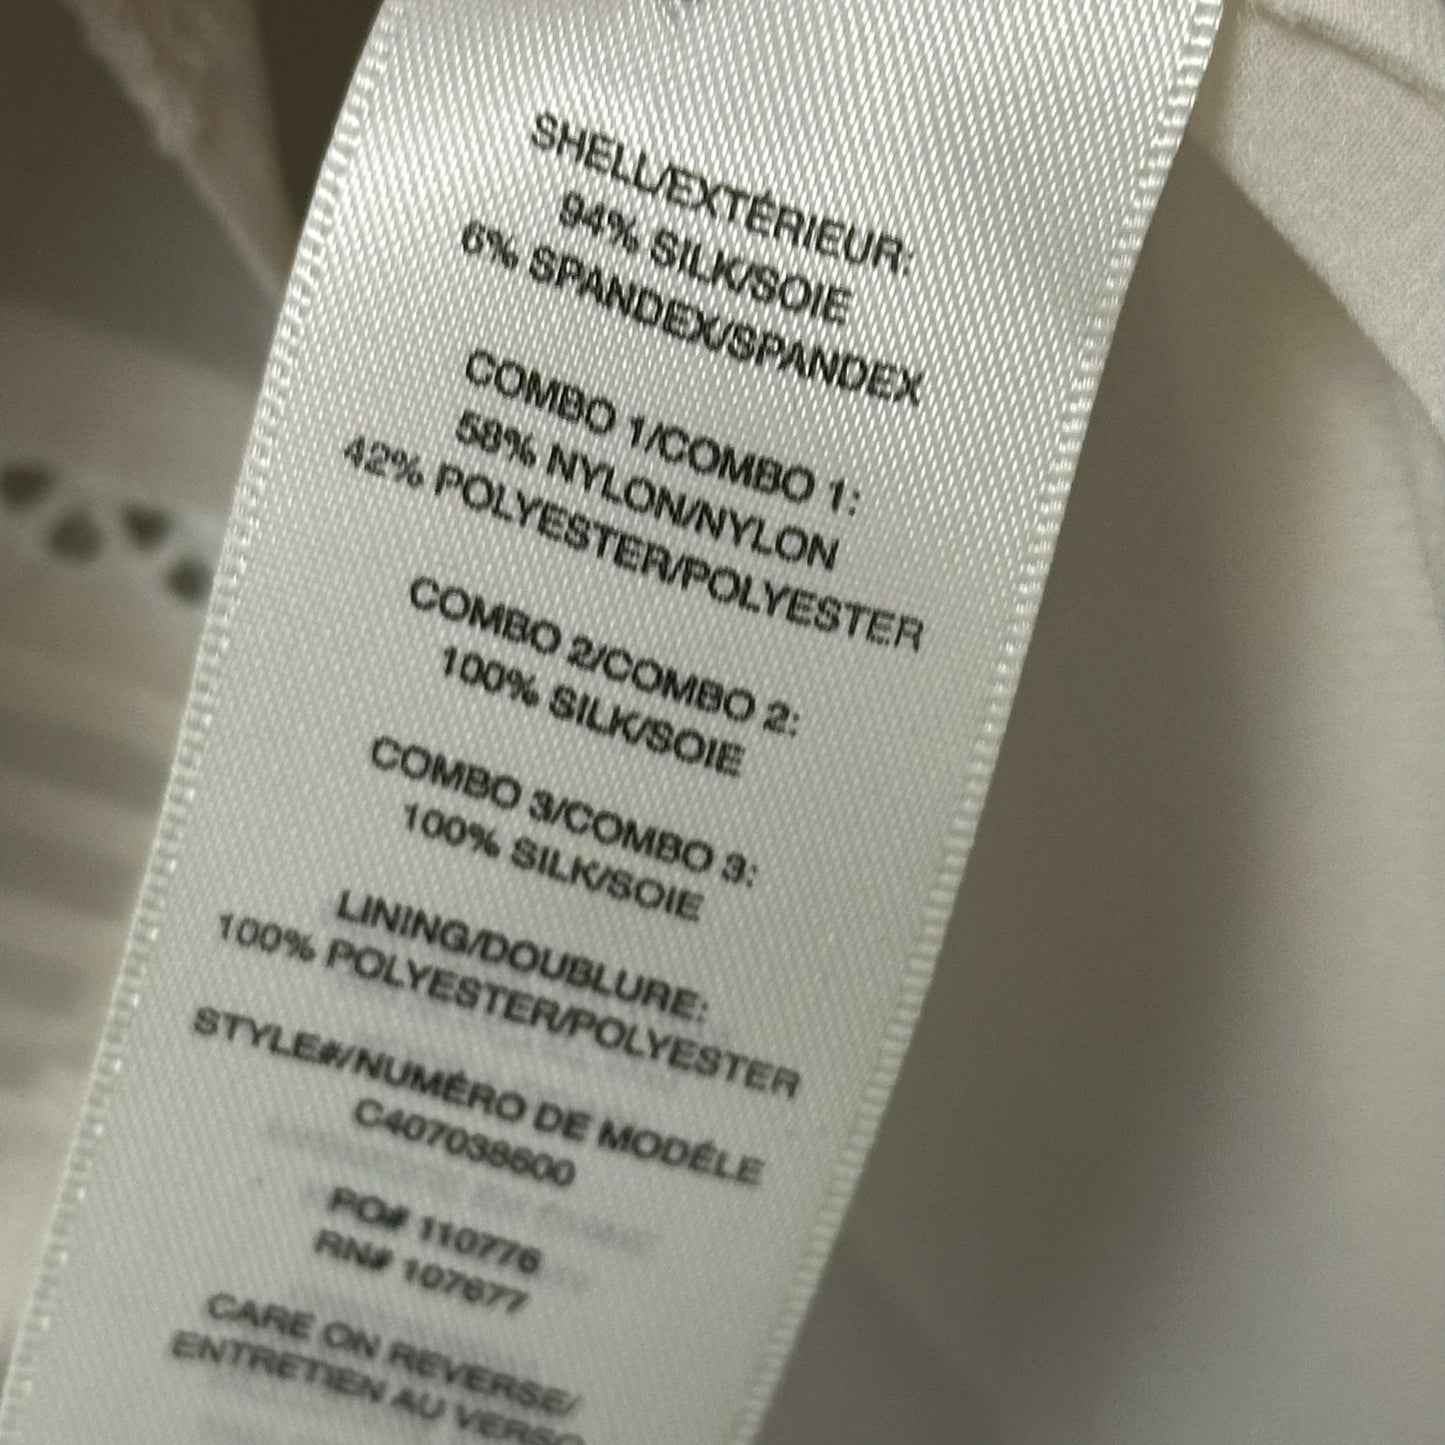 SHELL/EXTÉRIEUR:
94% SILK/SOIE
6% SPANDEX/SPANDEX
COMBO 1/COMBO 1:
58% NYLON/NYLON
42% POLYESTER/POLYESTER
COMBO 2/COMBO 2:
100% SILK/SOIE
COMBO 3/COMBO 3:
100% SILK/SOIE
LINING/DOUBLURE:
100% POLYESTER/POLYESTER
STYLE#/NUMÉRO DE MODÉLE
C407038600
PO# 110776
RN# 107677
CARE ON REVERSE/
ENTRETIEN AU VERSO